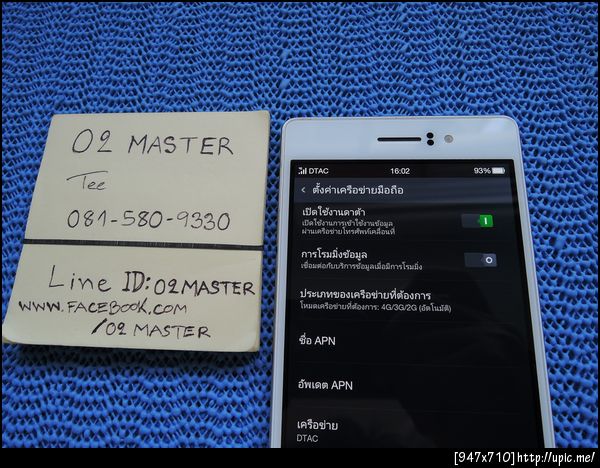 02 MASTER
Tee
081-580-9330
Line ID: 02MASTER
WWW.FACEBOOK.COM
/02 MASTER
DTAC 16:02 93%
ตั้งค่าเครือข่ายมือถือ
เปิดใช้งานดาต้า
เปิดใช้งานการเข้าใช้งานข้อมูล
ผ่านเครือข่ายโทรศัพท์เคลื่อนที่
การโรมมิ่งข้อมูล
เชื่อมต่อกับบริการข้อมูลเมื่อมีการโรมมิ่ง
ประเภทของเครือข่ายที่ต้องการ
โหมดเครือข่ายที่ต้องการ: 4G/3G/2G (อัตโนมัติ)
ชื่อ APN
อัพเดต APN
เครือข่าย
DTAC
[947x710]http://upic.me/